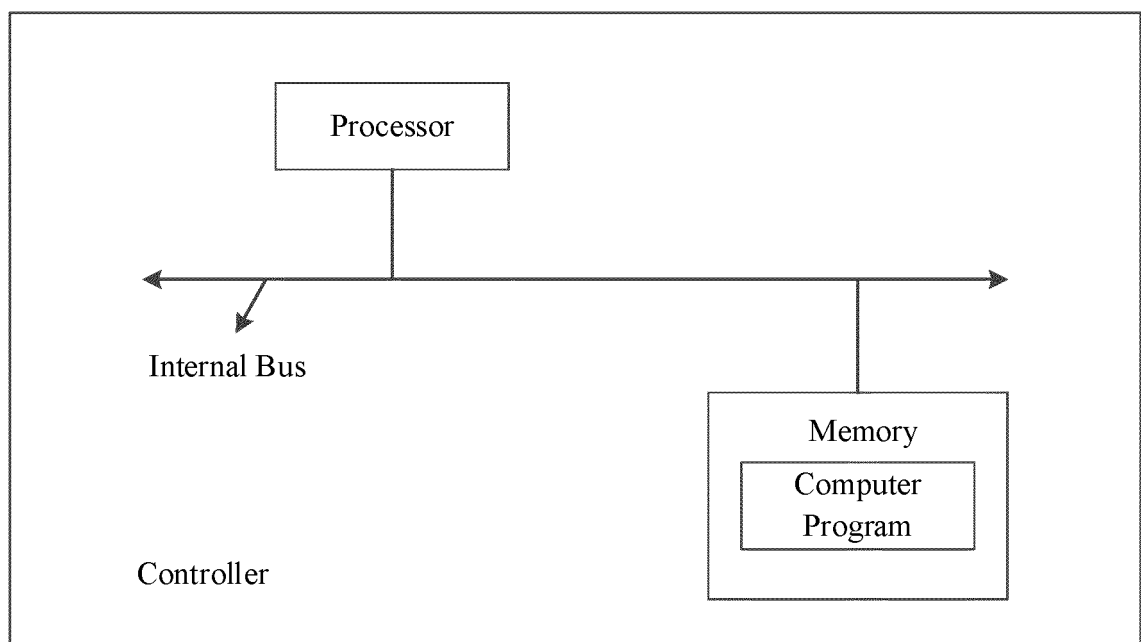 Processor
Internal Bus
Memory
Computer
Program
Controller